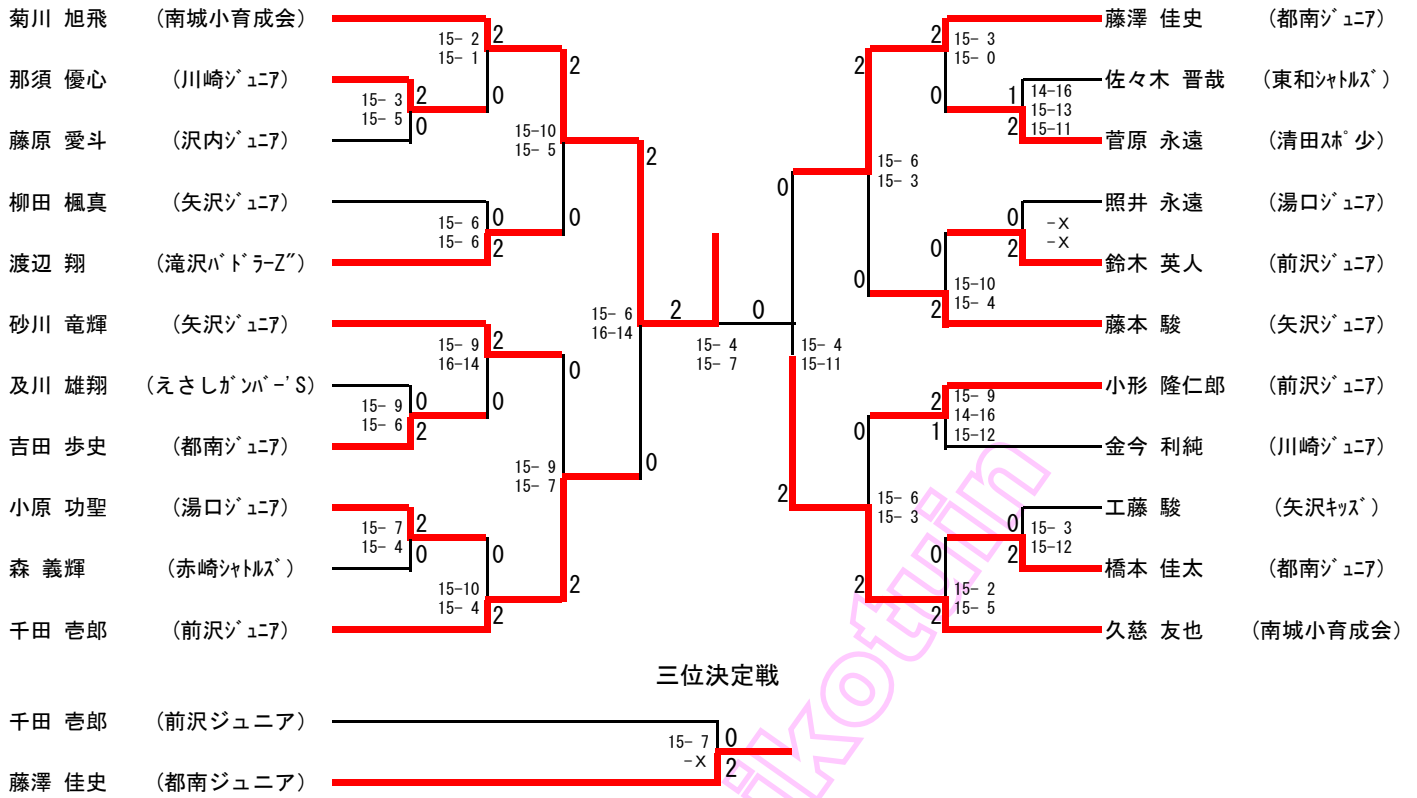 菊川 旭飛 (南城小育成会)
15- 2
15- 1
2
0
那須 優心 (川崎ｼﾞｭﾆｱ)
15- 3
15- 5
2
0
藤原 愛斗 (沢内ｼﾞｭﾆｱ)
15-10
15- 5
2
0
柳田 楓真 (矢沢ｼﾞｭﾆｱ)
15- 6
15- 6
0
2
渡辺 翔 (滝沢ﾊﾞﾄﾞﾗｰZ″)
15- 6
16-14
2
0
砂川 竜輝 (矢沢ｼﾞｭﾆｱ)
15- 9
16-14
2
0
及川 雄翔 (えさしｶﾞﾝﾊﾞｰ'S)
15- 9
15- 6
0
2
吉田 歩史 (都南ｼﾞｭﾆｱ)
15- 9
15- 7
0
2
小原 功聖 (湯口ｼﾞｭﾆｱ)
15- 7
15- 4
2
0
森 義輝 (赤崎ｼｬﾄﾙｽﾞ)
15-10
15- 4
0
2
千田 壱郎 (前沢ｼﾞｭﾆｱ)
2 0
15- 4
15- 7
藤澤 佳史 (都南ｼﾞｭﾆｱ)
2
15- 3
15- 0
0
佐々木 晋哉 (東和ｼｬﾄﾙｽﾞ)
1
14-16
15-13
15-11
2
菅原 永遠 (清田ｽﾎﾟ少)
2
15- 6
15- 3
0
照井 永遠 (湯口ｼﾞｭﾆｱ)
0
-X
-X
2
鈴木 英人 (前沢ｼﾞｭﾆｱ)
0
15-10
15- 4
2
藤本 駿 (矢沢ｼﾞｭﾆｱ)
0
15- 4
15-11
2
小形 隆仁郎 (前沢ｼﾞｭﾆｱ)
2
15- 9
14-16
15-12
1
金今 利純 (川崎ｼﾞｭﾆｱ)
0
15- 6
15- 3
2
工藤 駿 (矢沢ｷｯｽﾞ)
0
15- 3
15-12
2
橋本 佳太 (都南ｼﾞｭﾆｱ)
0
15- 2
15- 5
2
久慈 友也 (南城小育成会)
三位決定戦
千田 壱郎 (前沢ジュニア)
15- 7
-X
0
2
藤澤 佳史 (都南ジュニア)
ikotuin